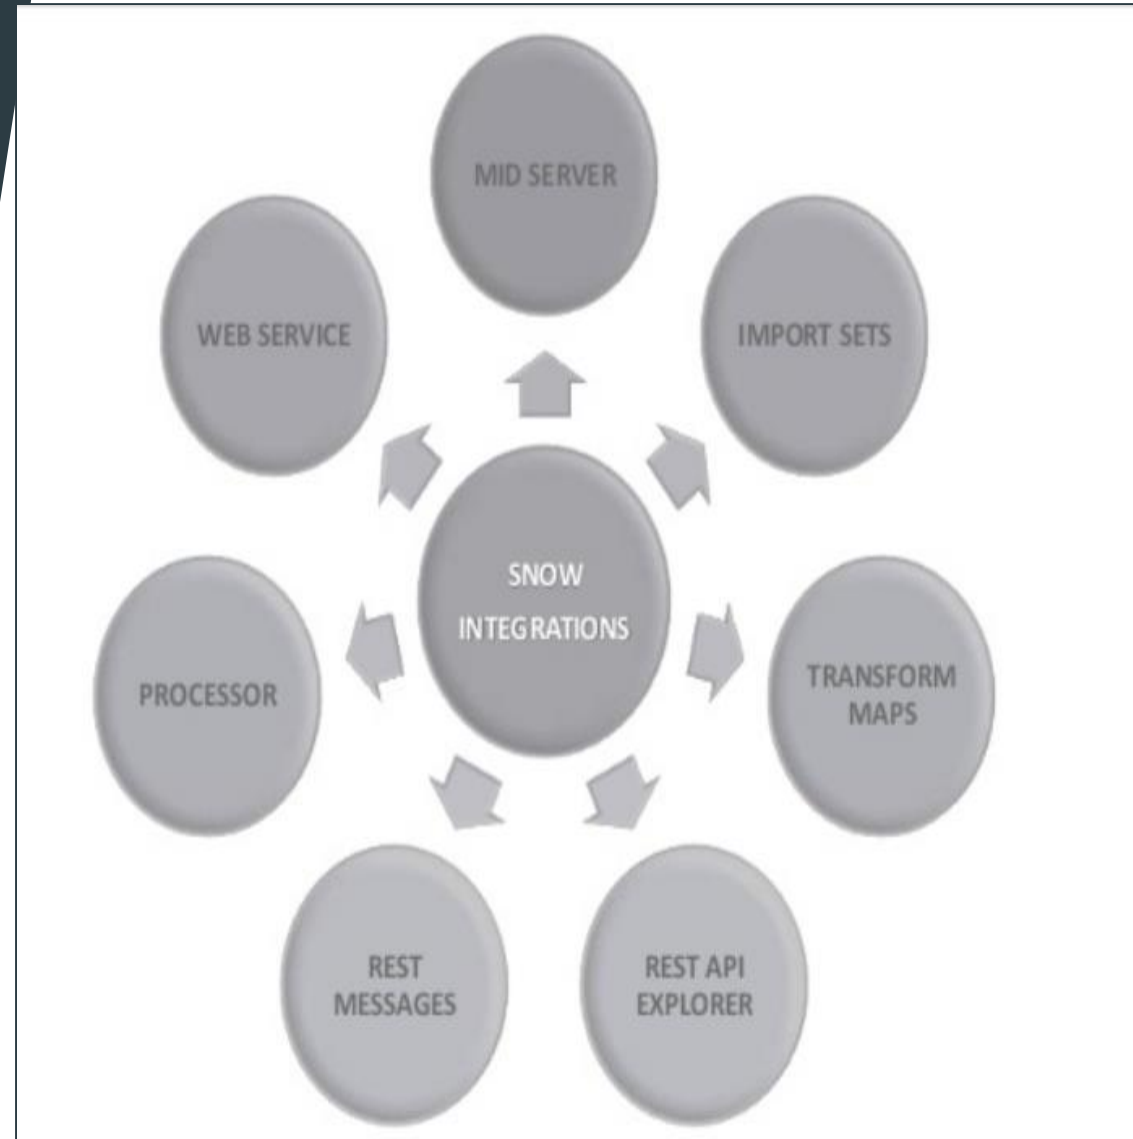 MID SERVER
WEB SERVICE
IMPORT SETS
SNOW
INTEGRATIONS
PROCESSOR
TRANSFORM
MAPS
REST
MESSAGES
REST API
EXPLORER